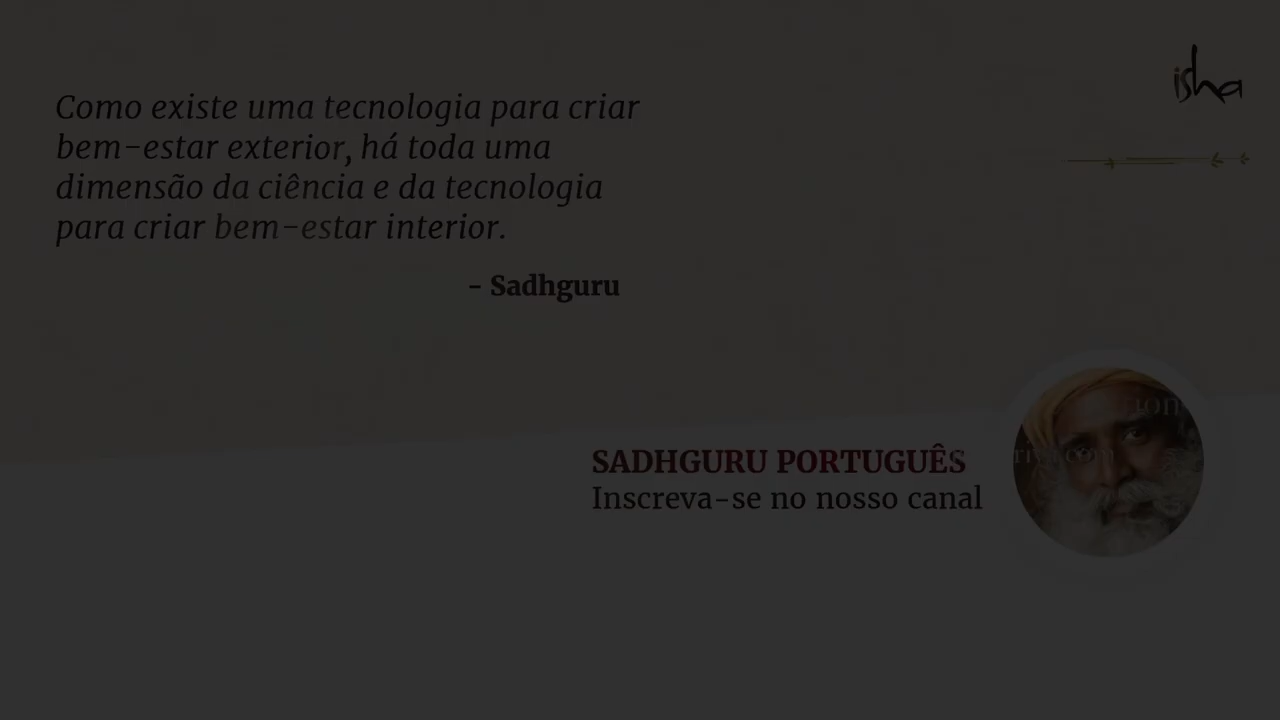 isha
Como existe uma tecnologia para criar
bem-estar exterior, há toda uma
dimensão da ciência e da tecnologia
para criar bem-estar interior.
- Sadhguru
SADHGURU PORTUGUÊS
Inscreva-se no nosso canal